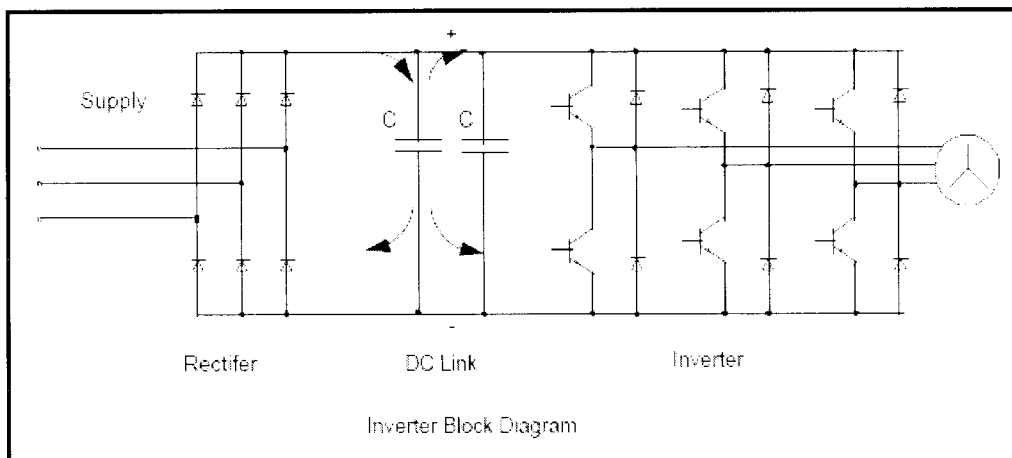 +
Supply
C C
-
Rectifer DC Link Inverter
Inverter Block Diagram